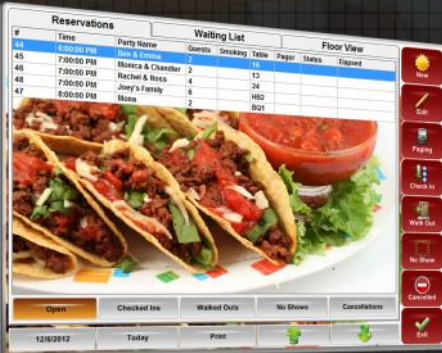 Reservations
Waiting List
Floor View
# Time Party Name Guests Smoking Table Pager States Elapsed
44 6:00:00 PM Ben & Emma 2 10
45 7:00:00 PM Monica & Chandler 2 13
46 7:00:00 PM Rachel & Ross 4 24
48 7:00:00 PM Joey's Family 6 HB2
47 8:00:00 PM Mona 2 BQ1
New
Edit
Paging
Check In
Walk Out
No Show
Cancelled
Exit
Open Checked Ins Walked Outs No Shows Cancellations
12/8/2012 Today Print